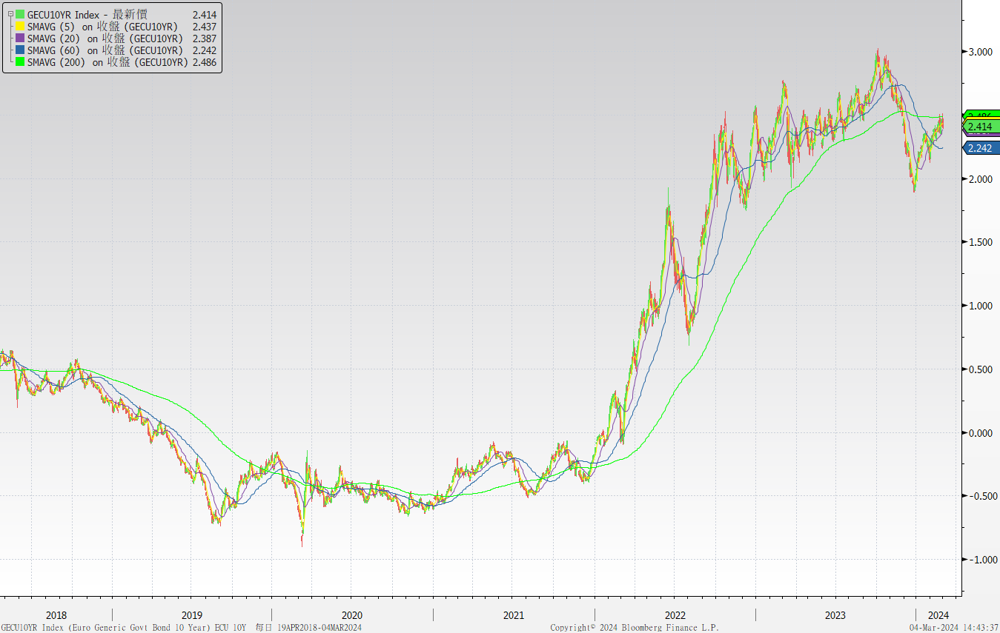 GECU10YR Index - 最新價 2.414
SMAVG (5) on 收盤 (GECU10YR) 2.437
SMAVG (20) on 收盤 (GECU10YR) 2.387
SMAVG (60) on 收盤 (GECU10YR) 2.242
SMAVG (200) on 收盤 (GECU10YR) 2.486
3.000
2.486
2.414
2.242
2.000
1.500
1.000
0.500
0.000
-0.500
-1.000
2018 2019 2020 2021 2022 2023 2024
GECU10YR Index (Euro Generic Govt Bond 10 Year) ECU 10Y 每日 19APR2018-04MAR2024 Copyright© 2024 Bloomberg Finance L.P. 04-Mar-2024 14:43:37